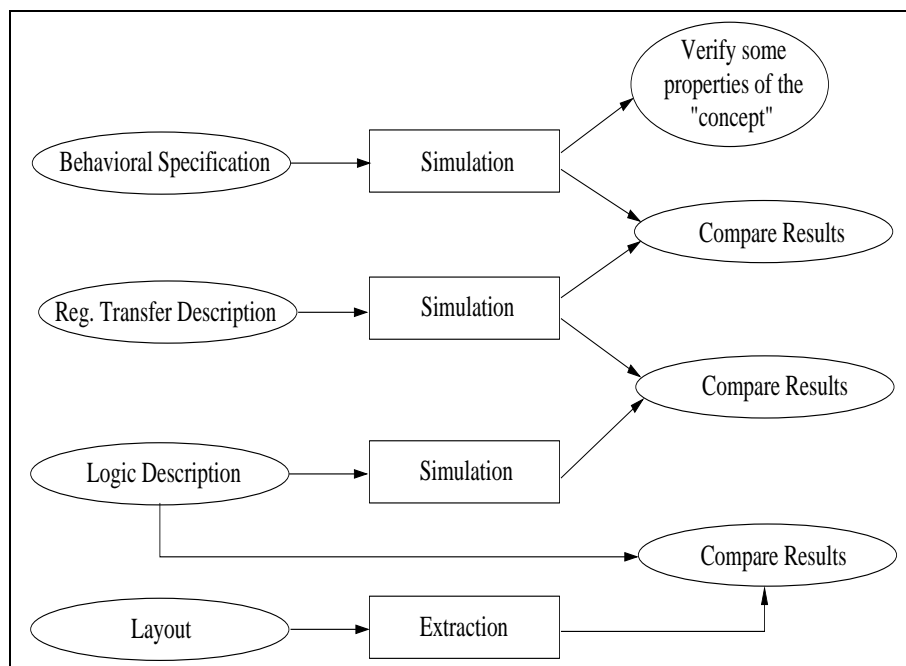 Verify some
properties of the
"concept"
Behavioral Specification
Simulation
Compare Results
Reg. Transfer Description
Simulation
Compare Results
Logic Description
Simulation
Compare Results
Layout
Extraction